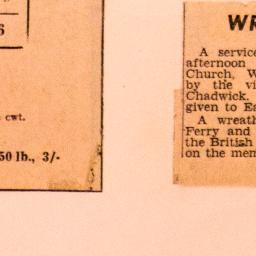 6
cwt.
50 lb., 3/-
WR
A service
afternoon
Church, W
by the vi
Chadwick.
given to Ea
A wreath
Ferry and
the British
on the mem